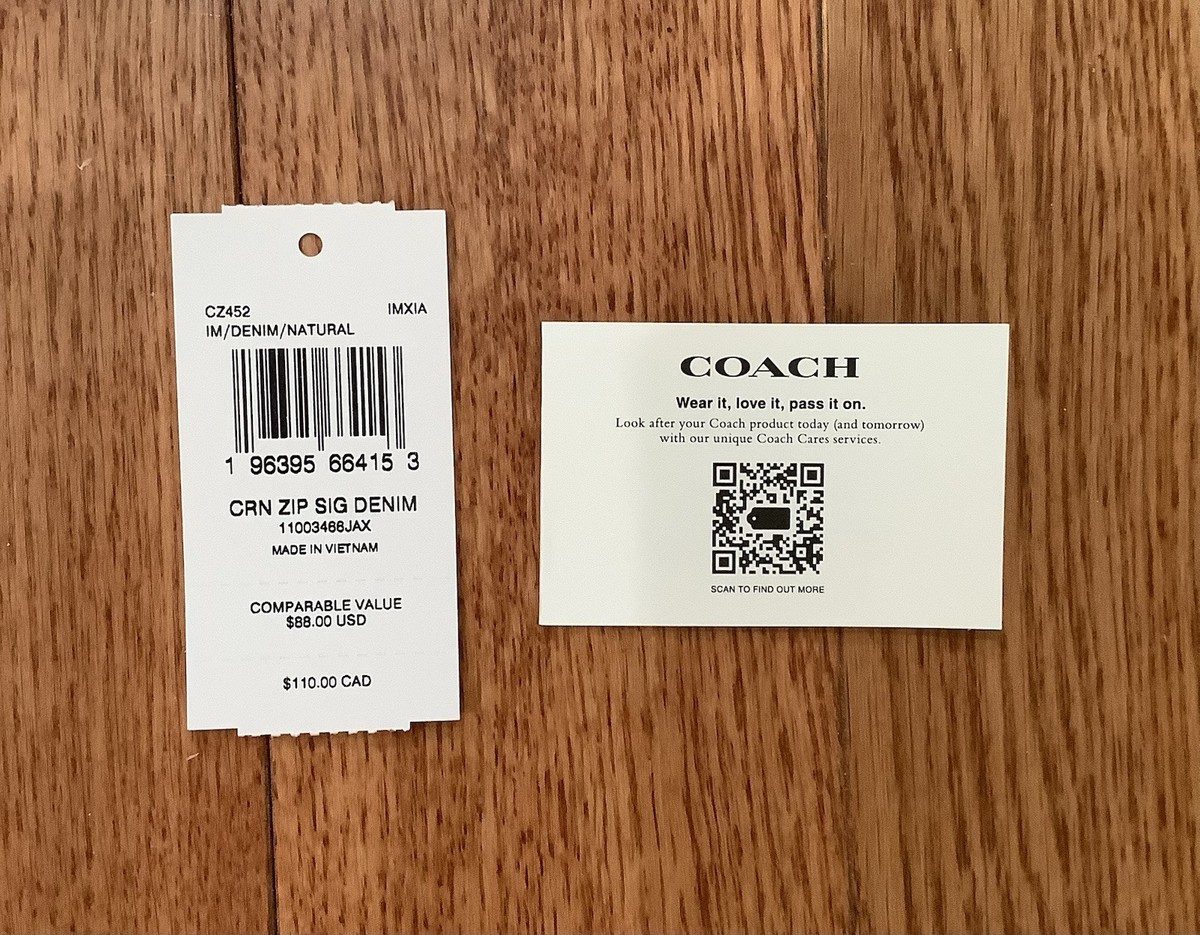 CZ452 IMXIA
IM/DENIM/NATURAL
1 96395 66415 3
CRN ZIP SIG DENIM
11003466JAX
MADE IN VIETNAM
COMPARABLE VALUE
$88.00 USD
$110.00 CAD
COACH
Wear it, love it, pass it on.
Look after your Coach product today (and tomorrow)
with our unique Coach Cares services.
SCAN TO FIND OUT MORE